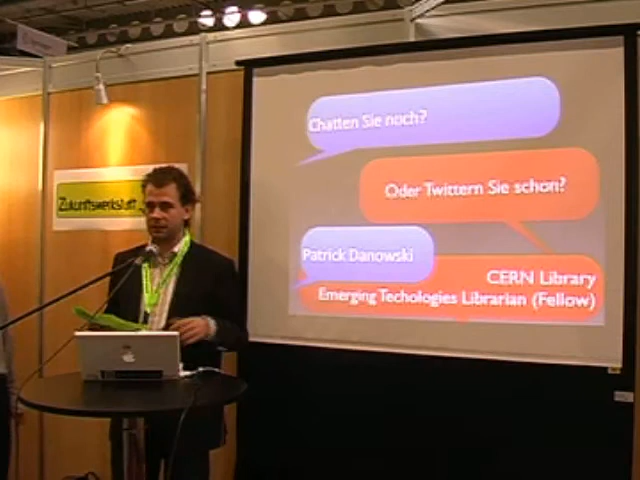 Zukunftswerkstatt
Chatten Sie noch?
Oder Twittern Sie schon?
Patrick Danowski
CERN Library
Emerging Techologies Librarian (Fellow)